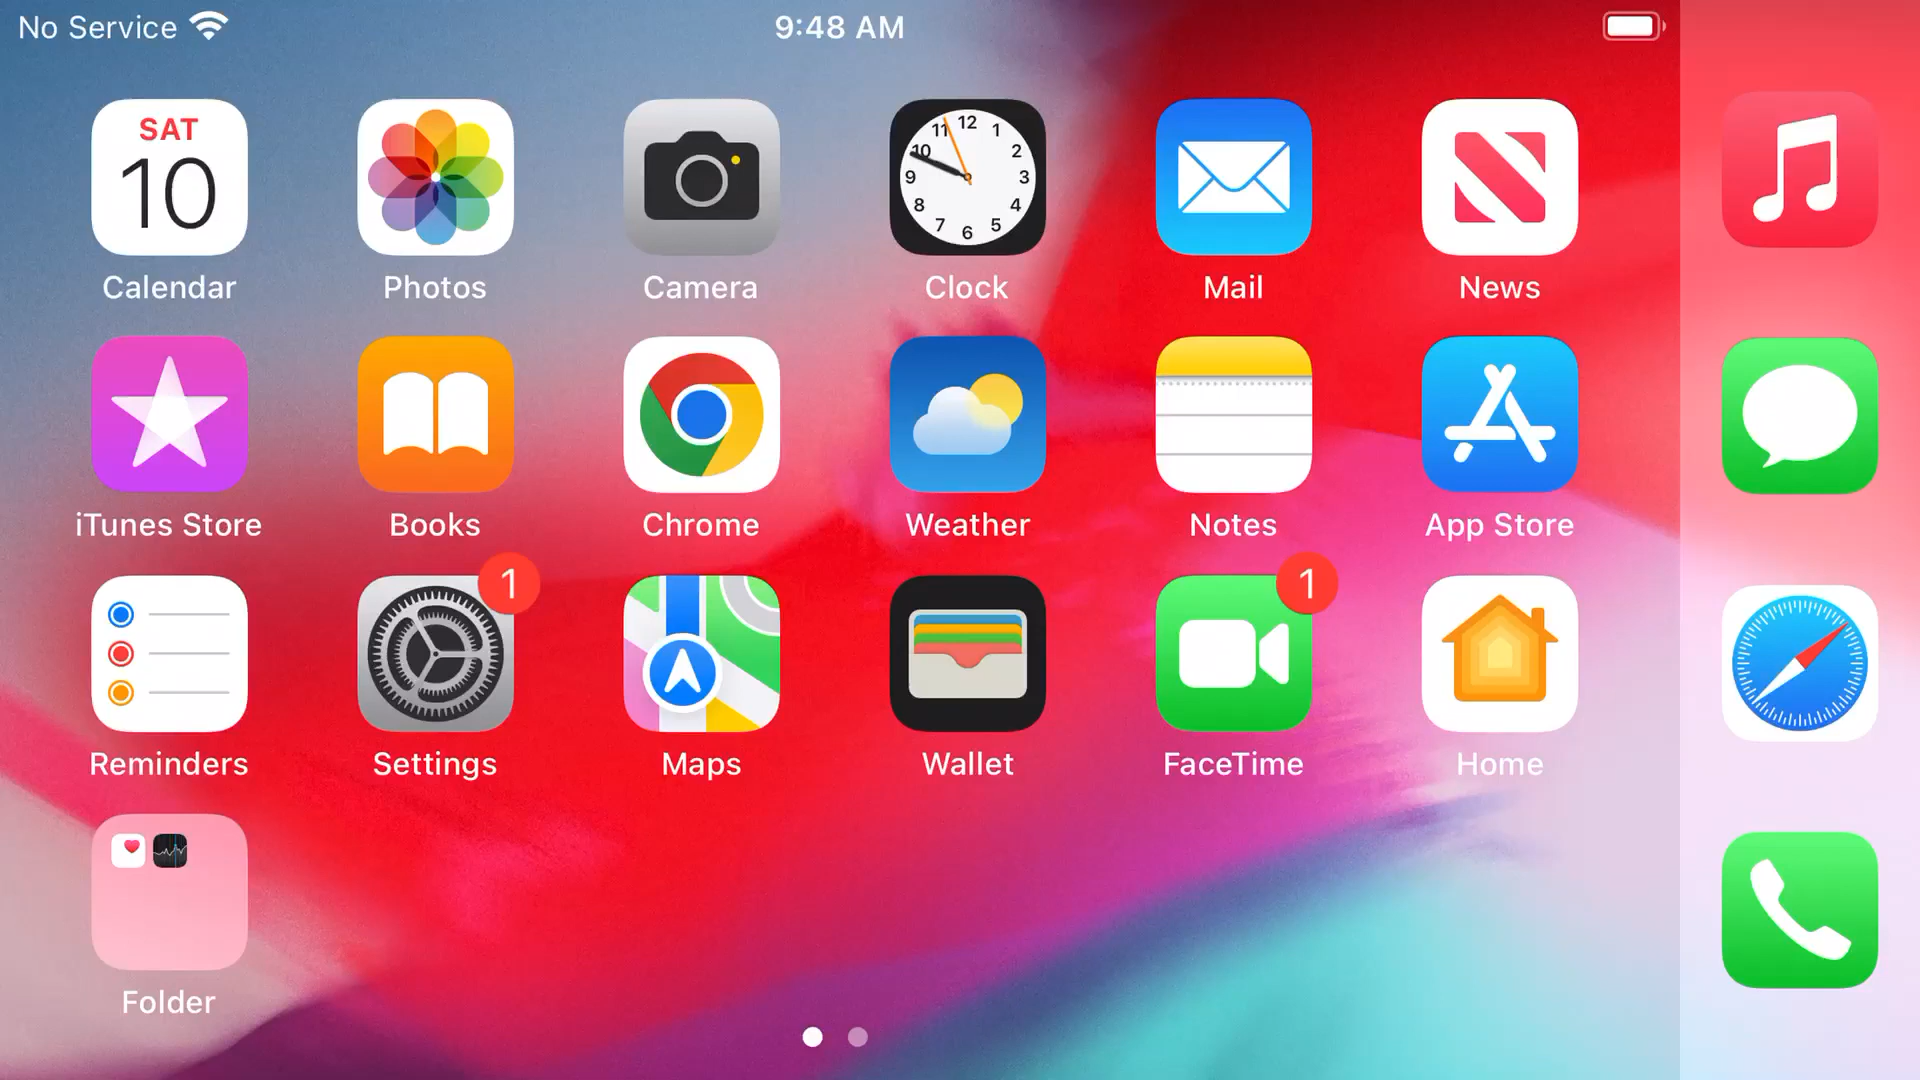 No Service
9:48 AM
SAT
10
12
1
2
3
4
5
6
7
8
9
10
11
Calendar
Photos
Camera
Clock
Mail
News
iTunes Store
Books
Chrome
Weather
Notes
App Store
1
1
Reminders
Settings
Maps
Wallet
FaceTime
Home
Folder